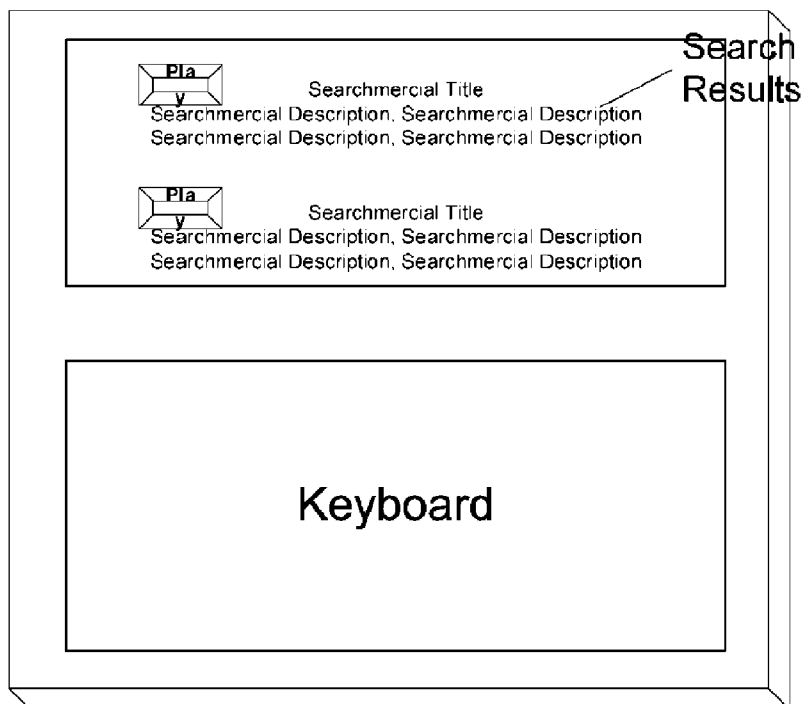 Search
Results
Pla
y
Searchmercial Title
Searchmercial Description, Searchmercial Description
Searchmercial Description, Searchmercial Description
Pla
y
Searchmercial Title
Searchmercial Description, Searchmercial Description
Searchmercial Description, Searchmercial Description
Keyboard